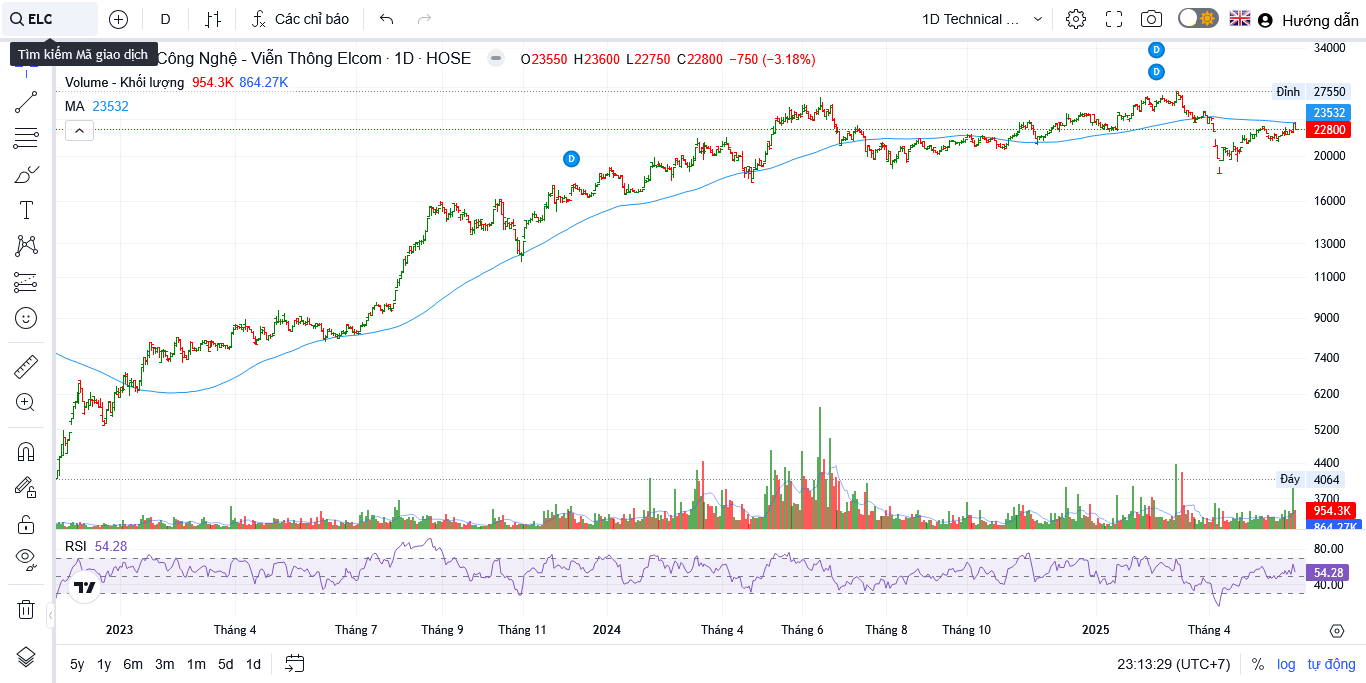 ELC
D
Các chỉ báo
1D Technical ...
Hướng dẫn
Tìm kiếm Mã giao dịch
Công Nghệ - Viễn Thông Elcom · 1D · HOSE
O23550 H23600 L22750 C22800 −750 (−3.18%)
Volume - Khối lượng 954.3K 864.27K
MA 23532
D
D
D
34000
Đỉnh 27550
23532
22800
20000
16000
13000
11000
9000
7400
6200
5200
4400
Đáy 4064
3700
954.3K
864.27K
RSI 54.28
80.00
54.28
40.00
2023 Tháng 4 Tháng 7 Tháng 9 Tháng 11 2024 Tháng 4 Tháng 6 Tháng 8 Tháng 10 2025 Tháng 4
5y 1y 6m 3m 1m 5d 1d
23:13:29 (UTC+7) % log tự động